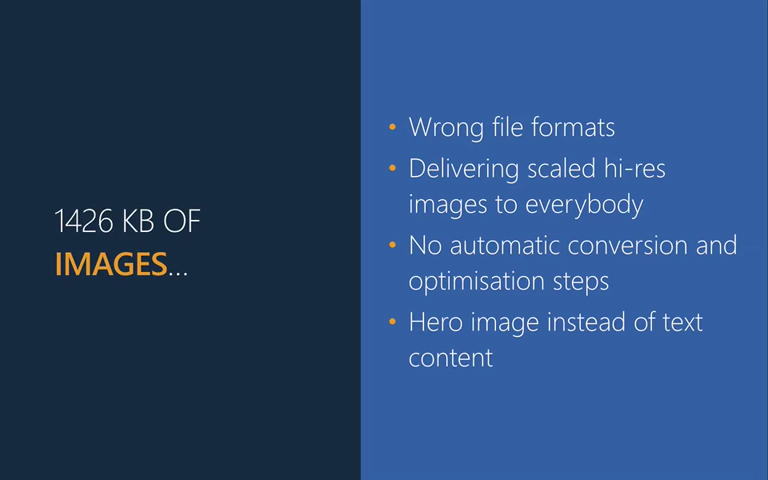 1426 KB OF
IMAGES...
• Wrong file formats
• Delivering scaled hi-res
images to everybody
• No automatic conversion and
optimisation steps
• Hero image instead of text
content